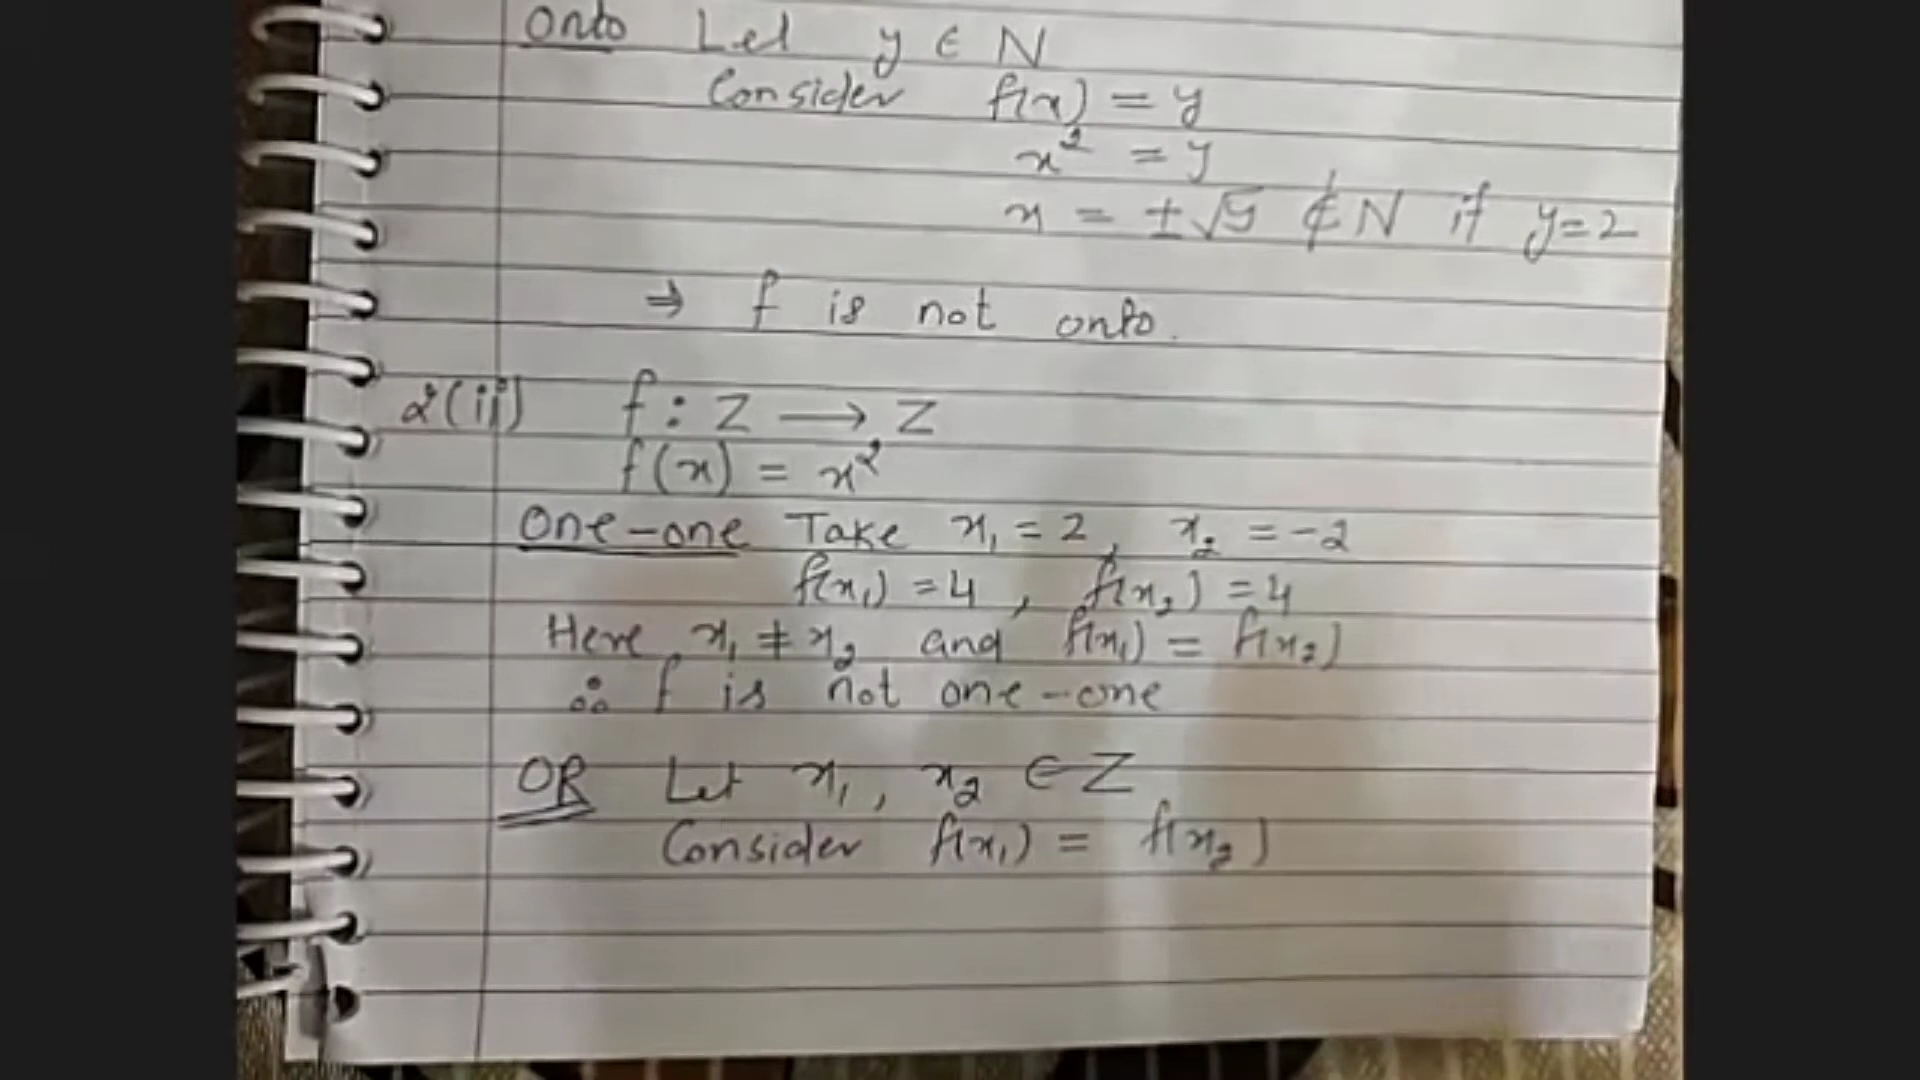 Onto Let y ∈ N
Consider f(x) = y
x² = y
x = ±√y ∉ N if y=2
⇒ f is not onto.
2(ii) f : Z → Z
f(x) = x²
One-one Take x₁ = 2, x₂ = -2
f(x₁) = 4, f(x₂) = 4
Here x₁ ≠ x₂ and f(x₁) = f(x₂)
∴ f is not one-one
OR Let x₁, x₂ ∈ Z
Consider f(x₁) = f(x₂)